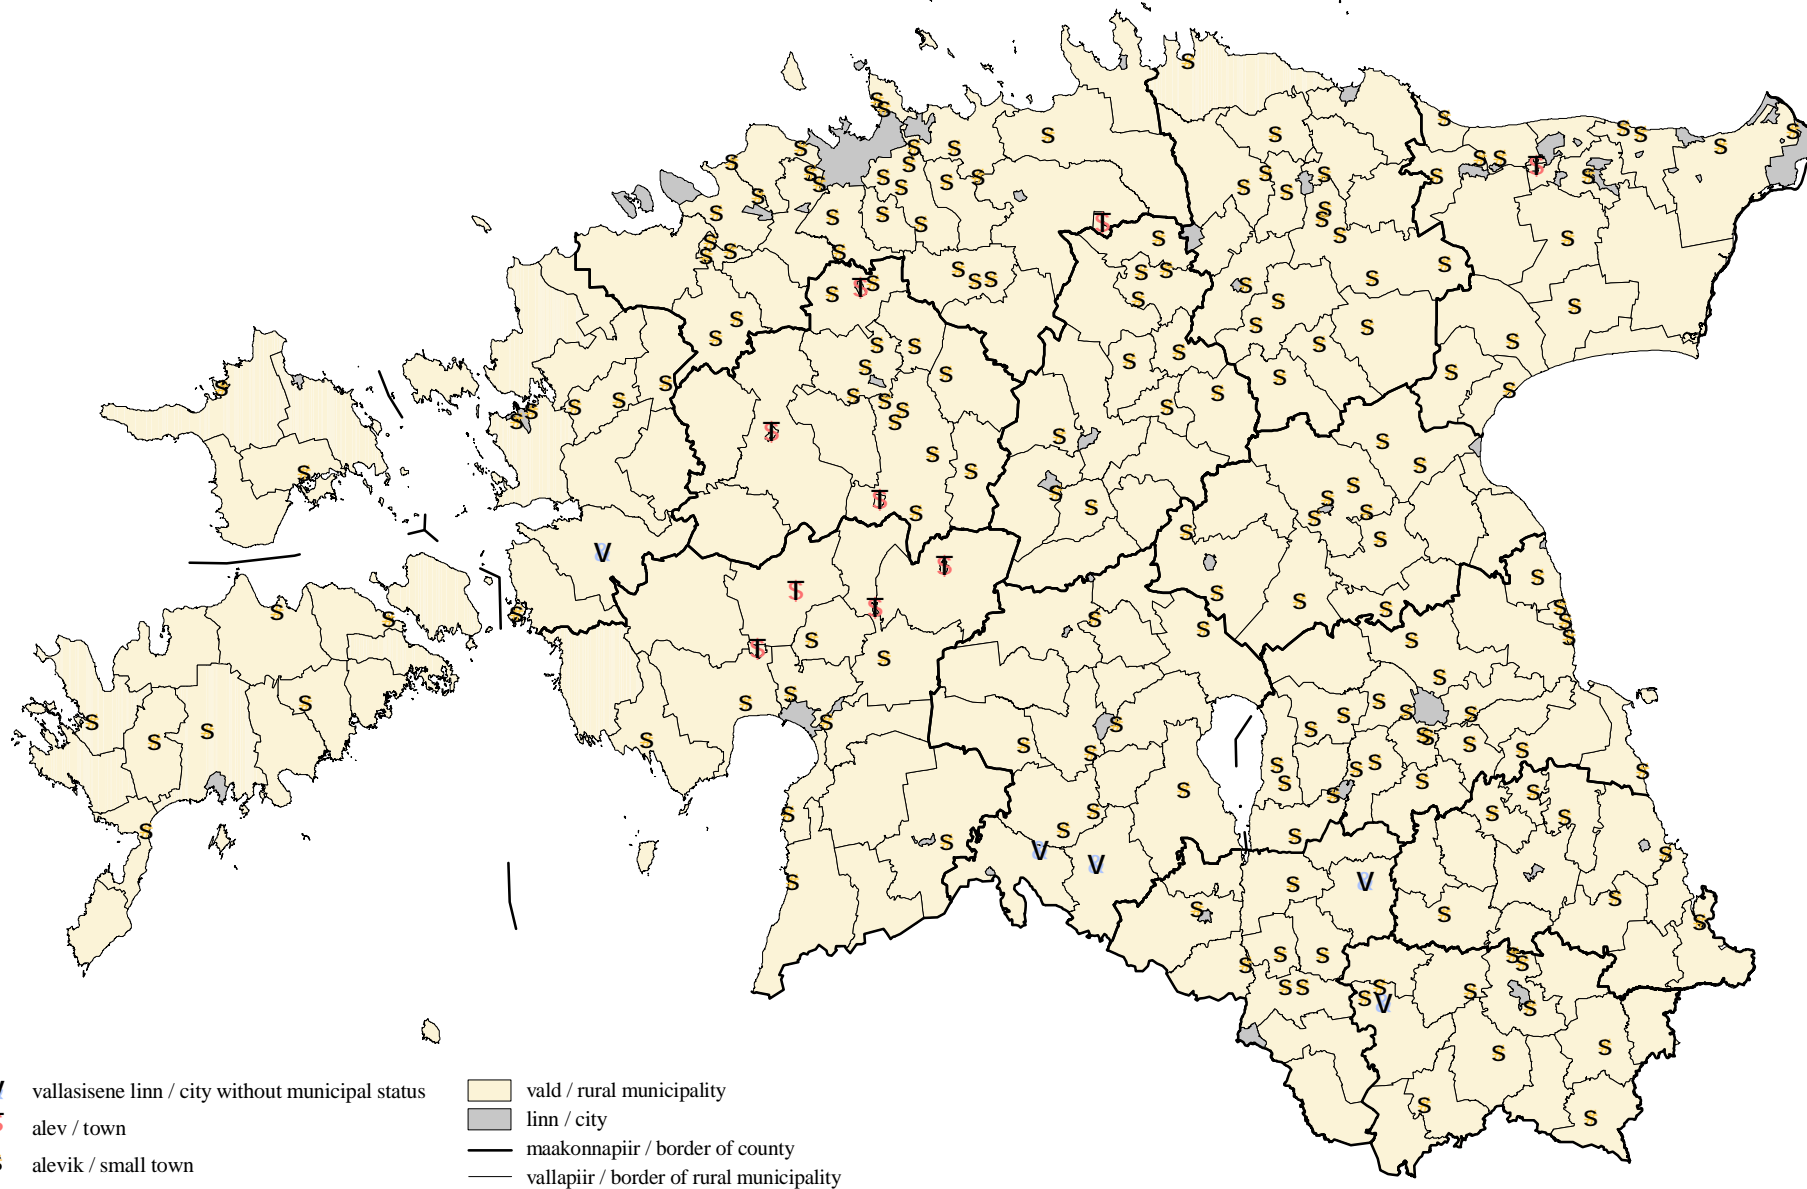 V vallasisene linn / city without municipal status
alev / town
S alevik / small town
vald / rural municipality
linn / city
maakonnapiir / border of county
vallapiir / border of rural municipality